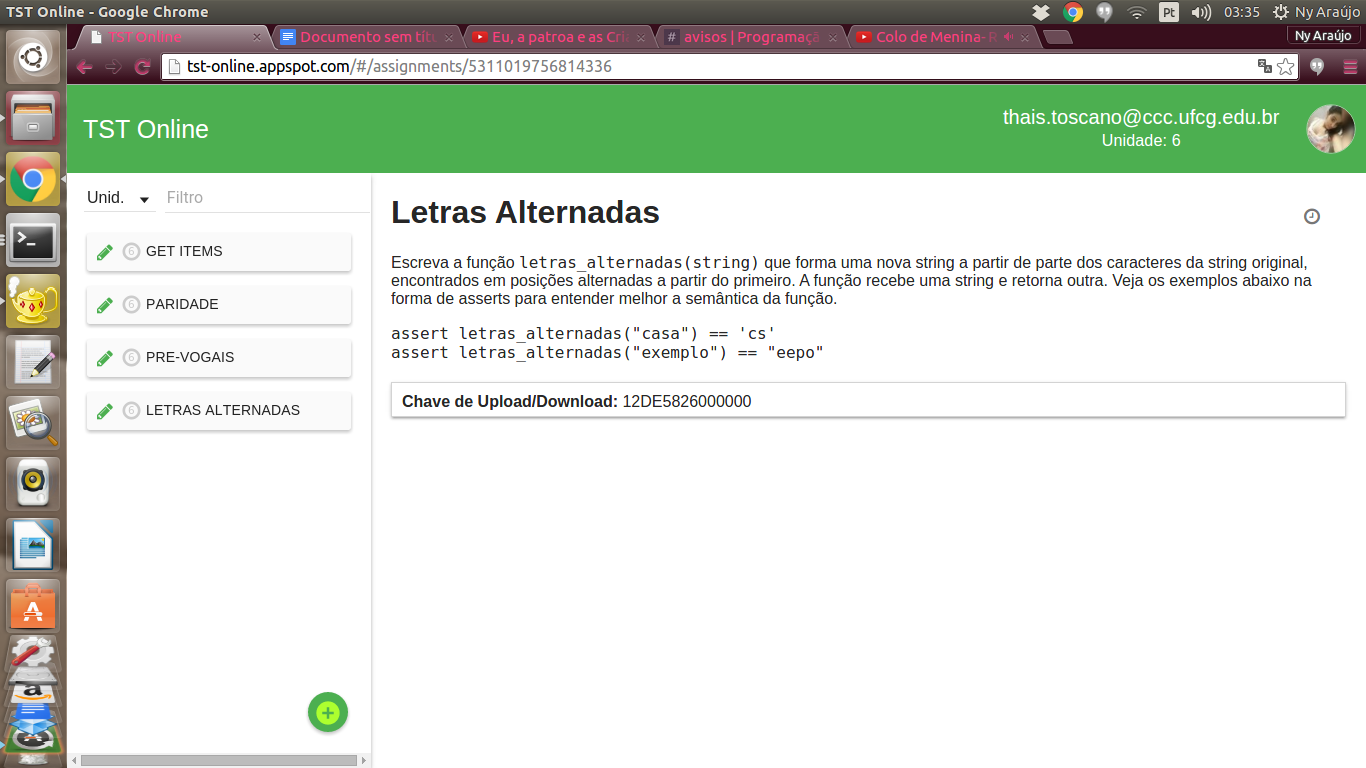 TST Online - Google Chrome
Pt
03:35
Ny Araújo
TST Online
Documento sem títu
Eu, a patroa e as Cri
# avisos | Programaçã
Colo de Menina- R
Ny Araújo
tst-online.appspot.com/#/assignments/5311019756814336
TST Online
thais.toscano@ccc.ufcg.edu.br
Unidade: 6
Unid.
Filtro
6 GET ITEMS
6 PARIDADE
6 PRE-VOGAIS
6 LETRAS ALTERNADAS
Letras Alternadas
Escreva a função letras_alternadas(string) que forma uma nova string a partir de parte dos caracteres da string original,
encontrados em posições alternadas a partir do primeiro. A função recebe uma string e retorna outra. Veja os exemplos abaixo na
forma de asserts para entender melhor a semântica da função.
assert letras_alternadas("casa") == 'cs'
assert letras_alternadas("exemplo") == "eepo"
Chave de Upload/Download: 12DE5826000000